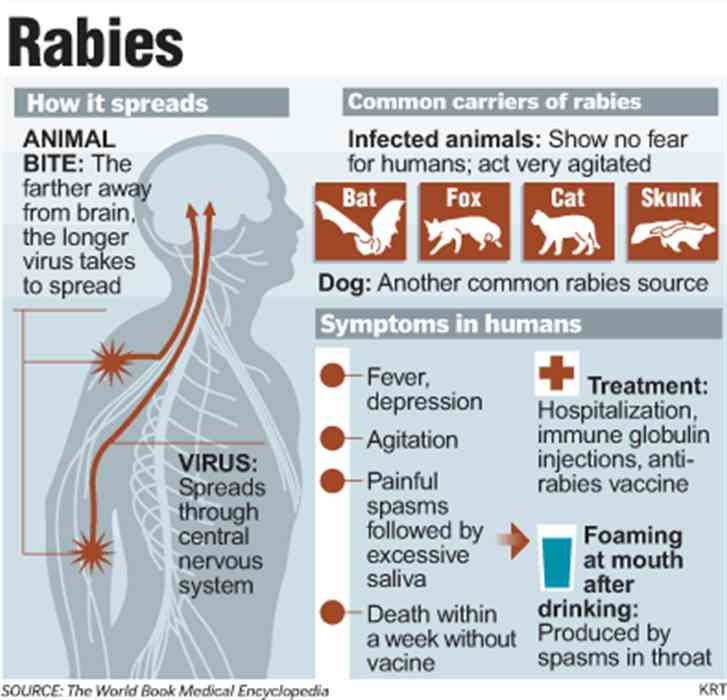 Rabies
How it spreads
ANIMAL
BITE: The
farther away
from brain,
the longer
virus takes
to spread
VIRUS:
Spreads
through
central
nervous
system
Common carriers of rabies
Infected animals: Show no fear
for humans; act very agitated
Bat
Fox
Cat
Skunk
Dog: Another common rabies source
Symptoms in humans
Fever,
depression
Agitation
Painful
spasms
followed by
excessive
saliva
Death within
a week without
vacine
Treatment:
Hospitalization,
immune globulin
injections, anti-
rabies vaccine
Foaming
at mouth
after
drinking:
Produced by
spasms in throat
SOURCE: The World Book Medical Encyclopedia
KRT